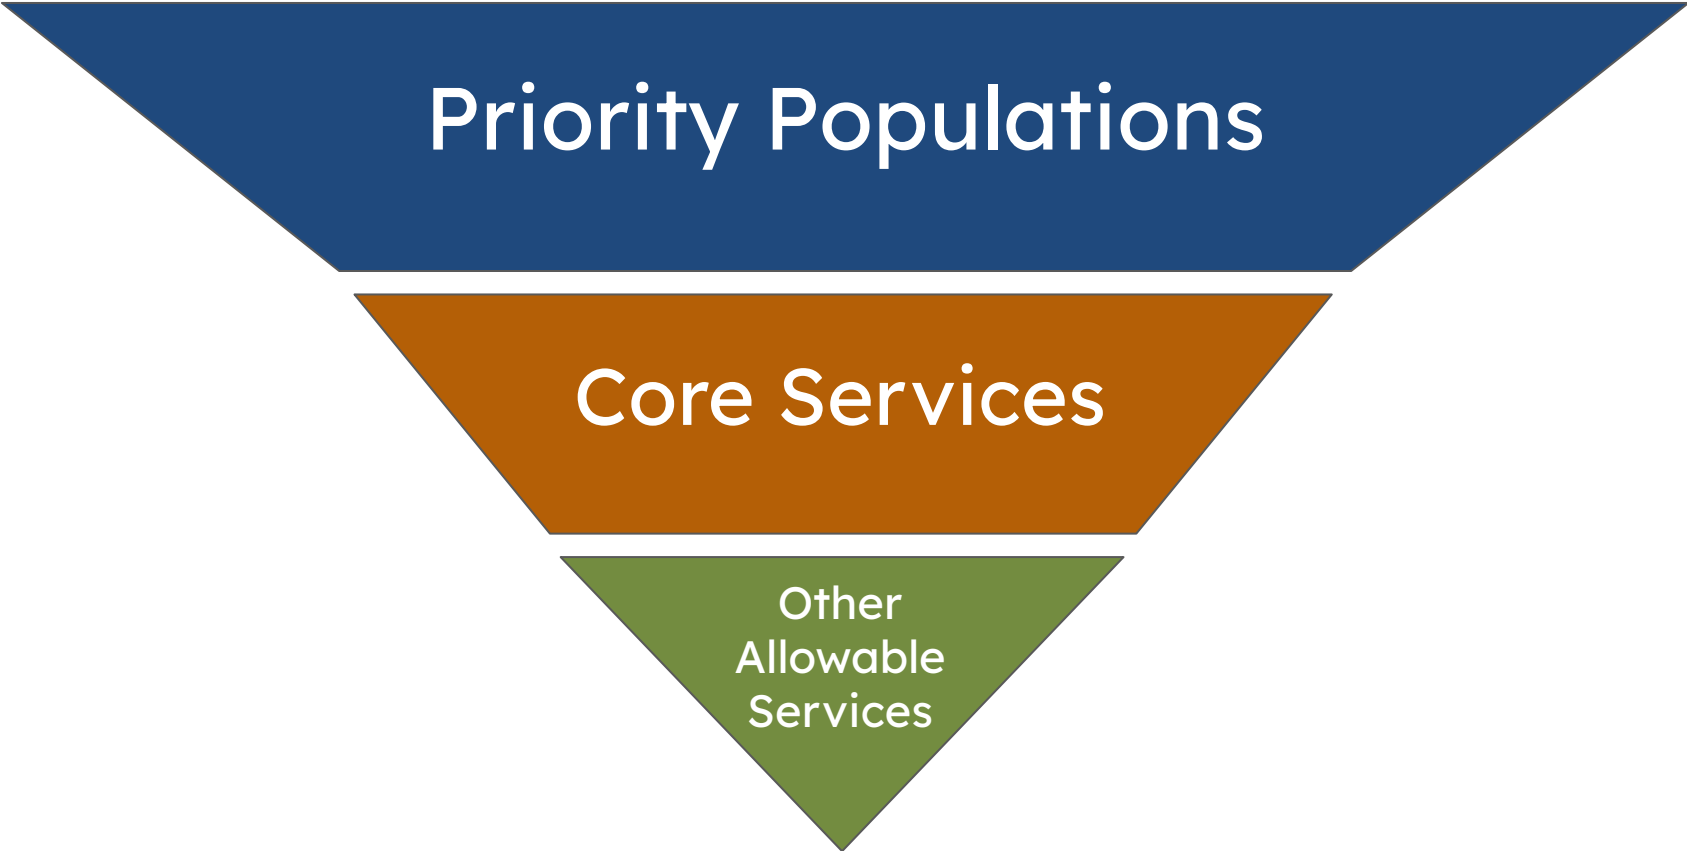 Priority Populations
Core Services
Other
Allowable
Services